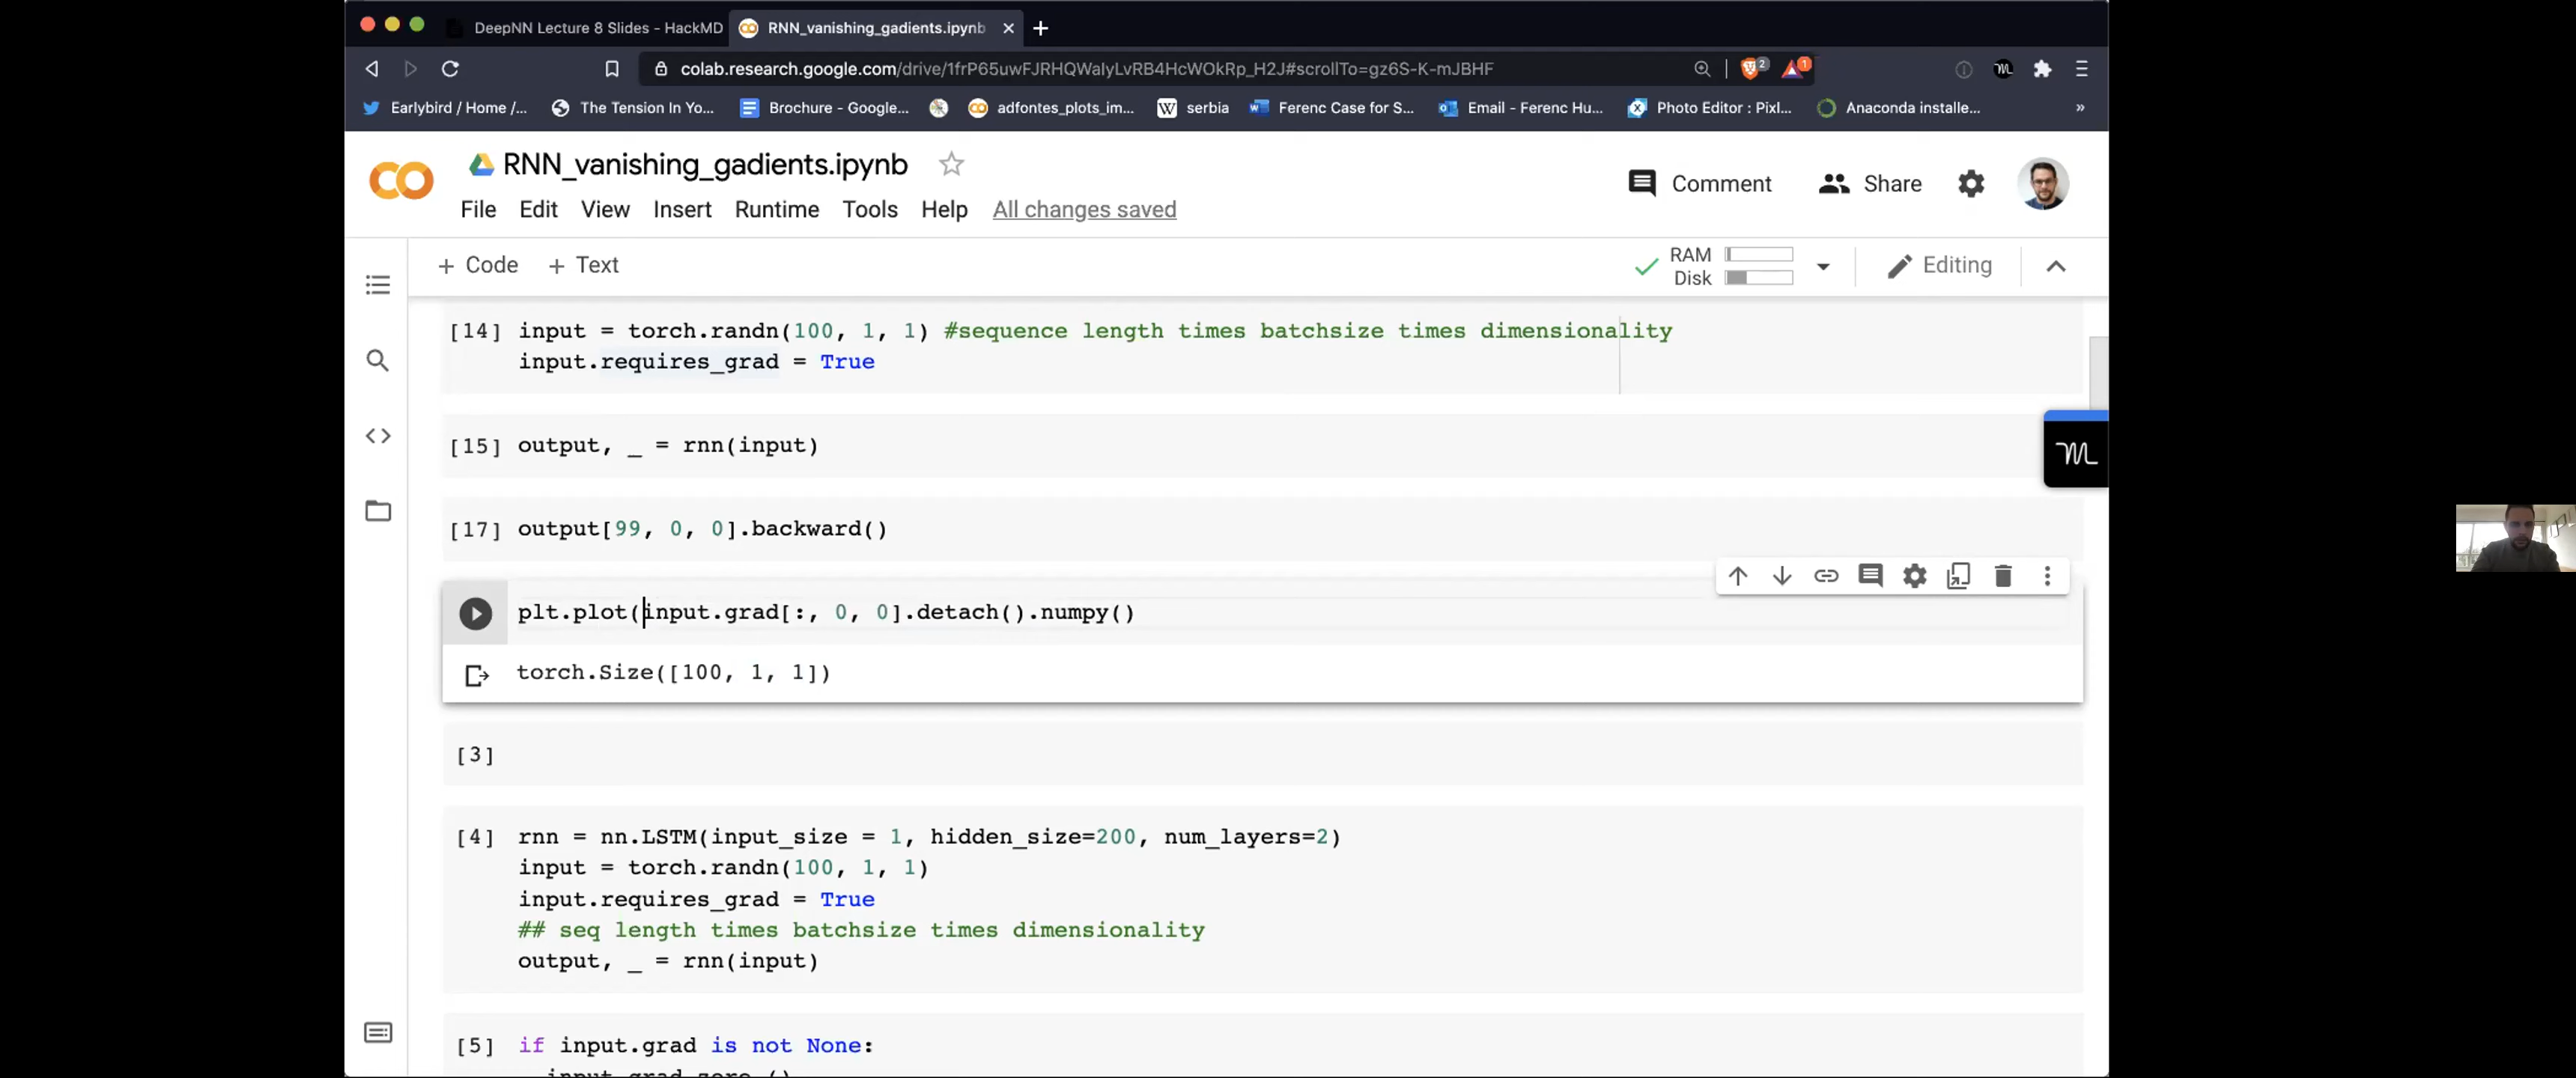 DeepNN Lecture 8 Slides - HackMD
RNN_vanishing_gadients.ipynb
colab.research.google.com/drive/1frP65uwFJRHQWalyLvRB4HcWOkRp_H2J#scrollTo=gz6S-K-mJBHF
2
1
Earlybird / Home /...
The Tension In Yo...
Brochure - Google...
adfontes_plots_im...
W serbia
Ferenc Case for S...
Email - Ferenc Hu...
Photo Editor : Pixl...
Anaconda installe...
»
RNN_vanishing_gadients.ipynb
Comment
Share
File Edit View Insert Runtime Tools Help All changes saved
+ Code + Text
RAM
Disk
Editing
[14] input = torch.randn(100, 1, 1) #sequence length times batchsize times dimensionality
input.requires_grad = True
[15] output, _ = rnn(input)
[17] output[99, 0, 0].backward()
plt.plot(input.grad[:, 0, 0].detach().numpy()
torch.Size([100, 1, 1])
[3]
[4] rnn = nn.LSTM(input_size = 1, hidden_size=200, num_layers=2)
input = torch.randn(100, 1, 1)
input.requires_grad = True
## seq length times batchsize times dimensionality
output, _ = rnn(input)
[5] if input.grad is not None:
input.grad.zero_()